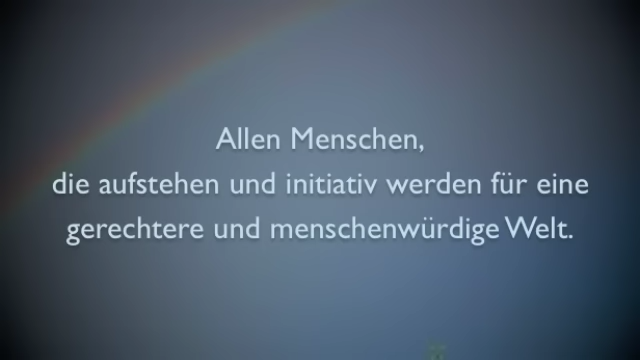 Allen Menschen,
die aufstehen und initiativ werden für eine
gerechtere und menschenwürdige Welt.